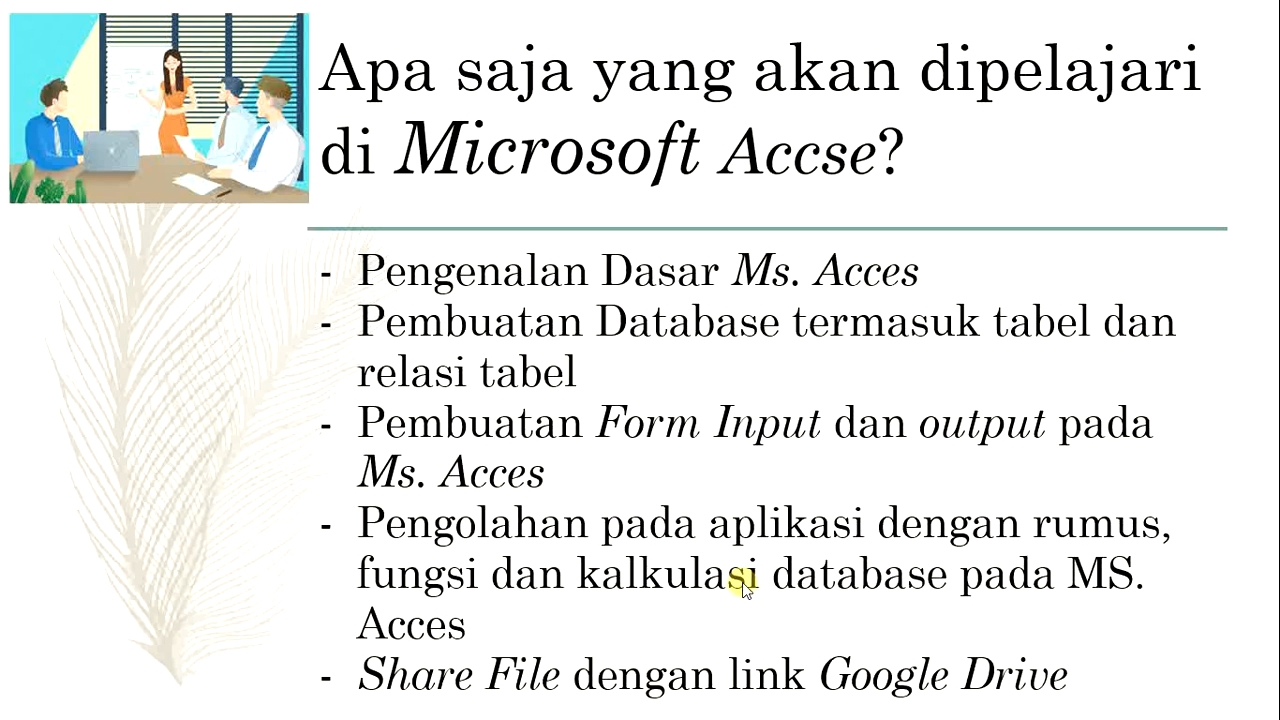 Apa saja yang akan dipelajari
di Microsoft Accse?
- Pengenalan Dasar Ms. Acces
- Pembuatan Database termasuk tabel dan
relasi tabel
- Pembuatan Form Input dan output pada
Ms. Acces
- Pengolahan pada aplikasi dengan rumus,
fungsi dan kalkulasi database pada MS.
Acces
- Share File dengan link Google Drive